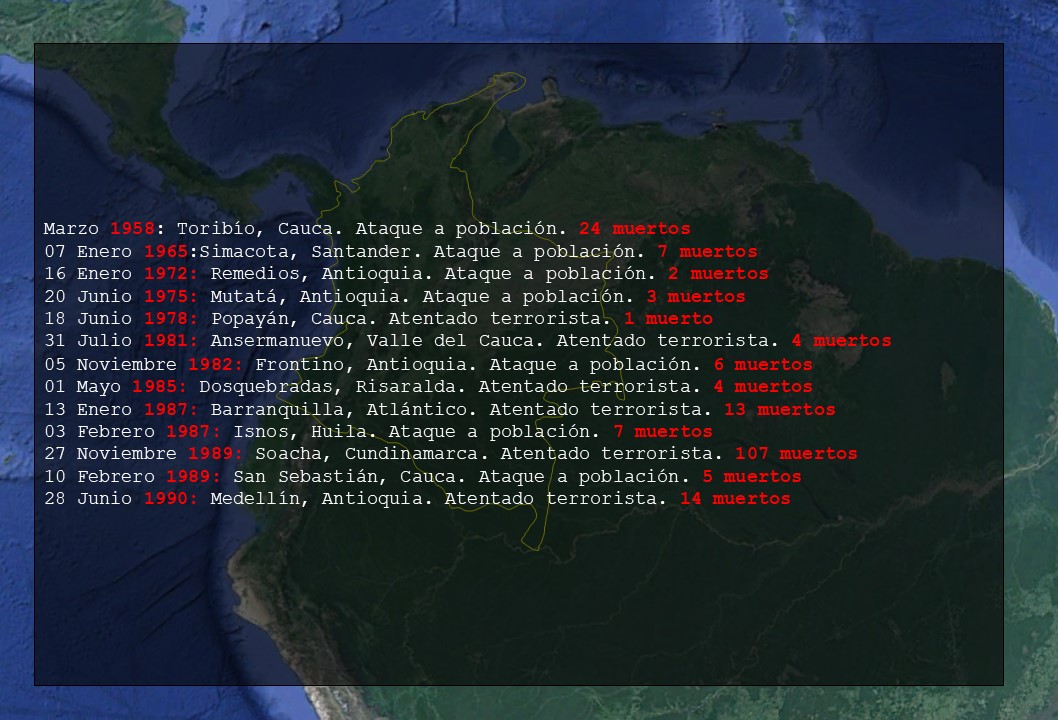 Marzo 1958: Toribío, Cauca. Ataque a población. 24 muertos
07 Enero 1965:Simacota, Santander. Ataque a población. 7 muertos
16 Enero 1972: Remedios, Antioquia. Ataque a población. 2 muertos
20 Junio 1975: Mutatá, Antioquia. Ataque a población. 3 muertos
18 Junio 1978: Popayán, Cauca. Atentado terrorista. 1 muerto
31 Julio 1981: Ansermanuevo, Valle del Cauca. Atentado terrorista. 4 muertos
05 Noviembre 1982: Frontino, Antioquia. Ataque a población. 6 muertos
01 Mayo 1985: Dosquebradas, Risaralda. Atentado terrorista. 4 muertos
13 Enero 1987: Barranquilla, Atlántico. Atentado terrorista. 13 muertos
03 Febrero 1987: Isnos, Huila. Ataque a población. 7 muertos
27 Noviembre 1989: Soacha, Cundinamarca. Atentado terrorista. 107 muertos
10 Febrero 1989: San Sebastián, Cauca. Ataque a población. 5 muertos
28 Junio 1990: Medellín, Antioquia. Atentado terrorista. 14 muertos